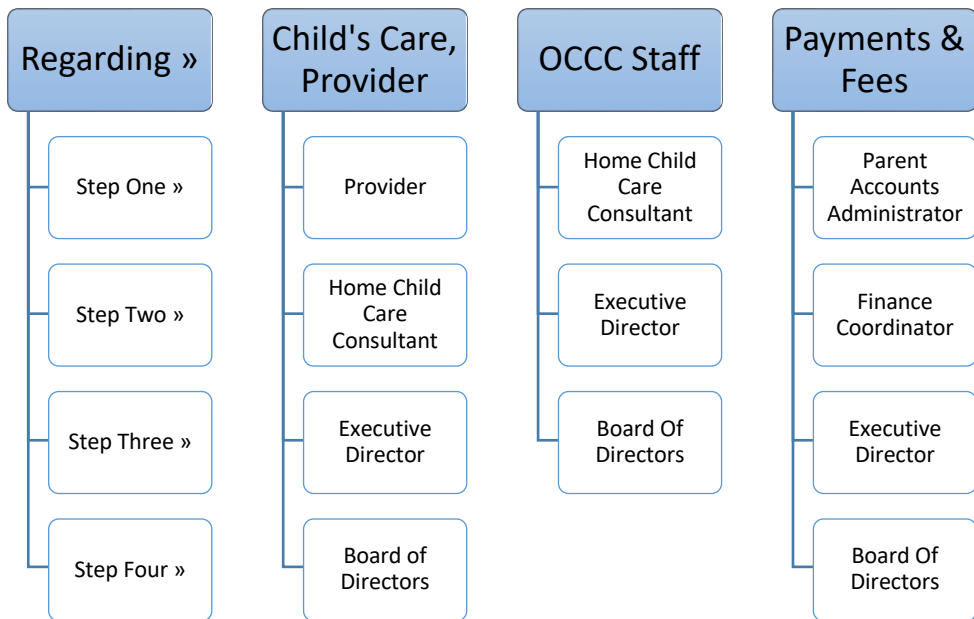 Regarding »
Step One »
Step Two »
Step Three »
Step Four »
Child's Care,
Provider
Provider
Home Child
Care
Consultant
Executive
Director
Board of
Directors
OCCC Staff
Home Child
Care
Consultant
Executive
Director
Board Of
Directors
Payments &
Fees
Parent
Accounts
Administrator
Finance
Coordinator
Executive
Director
Board Of
Directors